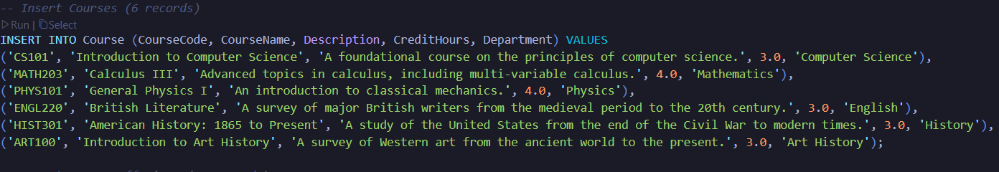 -- Insert Courses (6 records)
Run | Select
INSERT INTO Course (CourseCode, CourseName, Description, CreditHours, Department) VALUES
('CS101', 'Introduction to Computer Science', 'A foundational course on the principles of computer science.', 3.0, 'Computer Science'),
('MATH203', 'Calculus III', 'Advanced topics in calculus, including multi-variable calculus.', 4.0, 'Mathematics'),
('PHYS101', 'General Physics I', 'An introduction to classical mechanics.', 4.0, 'Physics'),
('ENGL220', 'British Literature', 'A survey of major British writers from the medieval period to the 20th century.', 3.0, 'English'),
('HIST301', 'American History: 1865 to Present', 'A study of the United States from the end of the Civil War to modern times.', 3.0, 'History'),
('ART100', 'Introduction to Art History', 'A survey of Western art from the ancient world to the present.', 3.0, 'Art History');